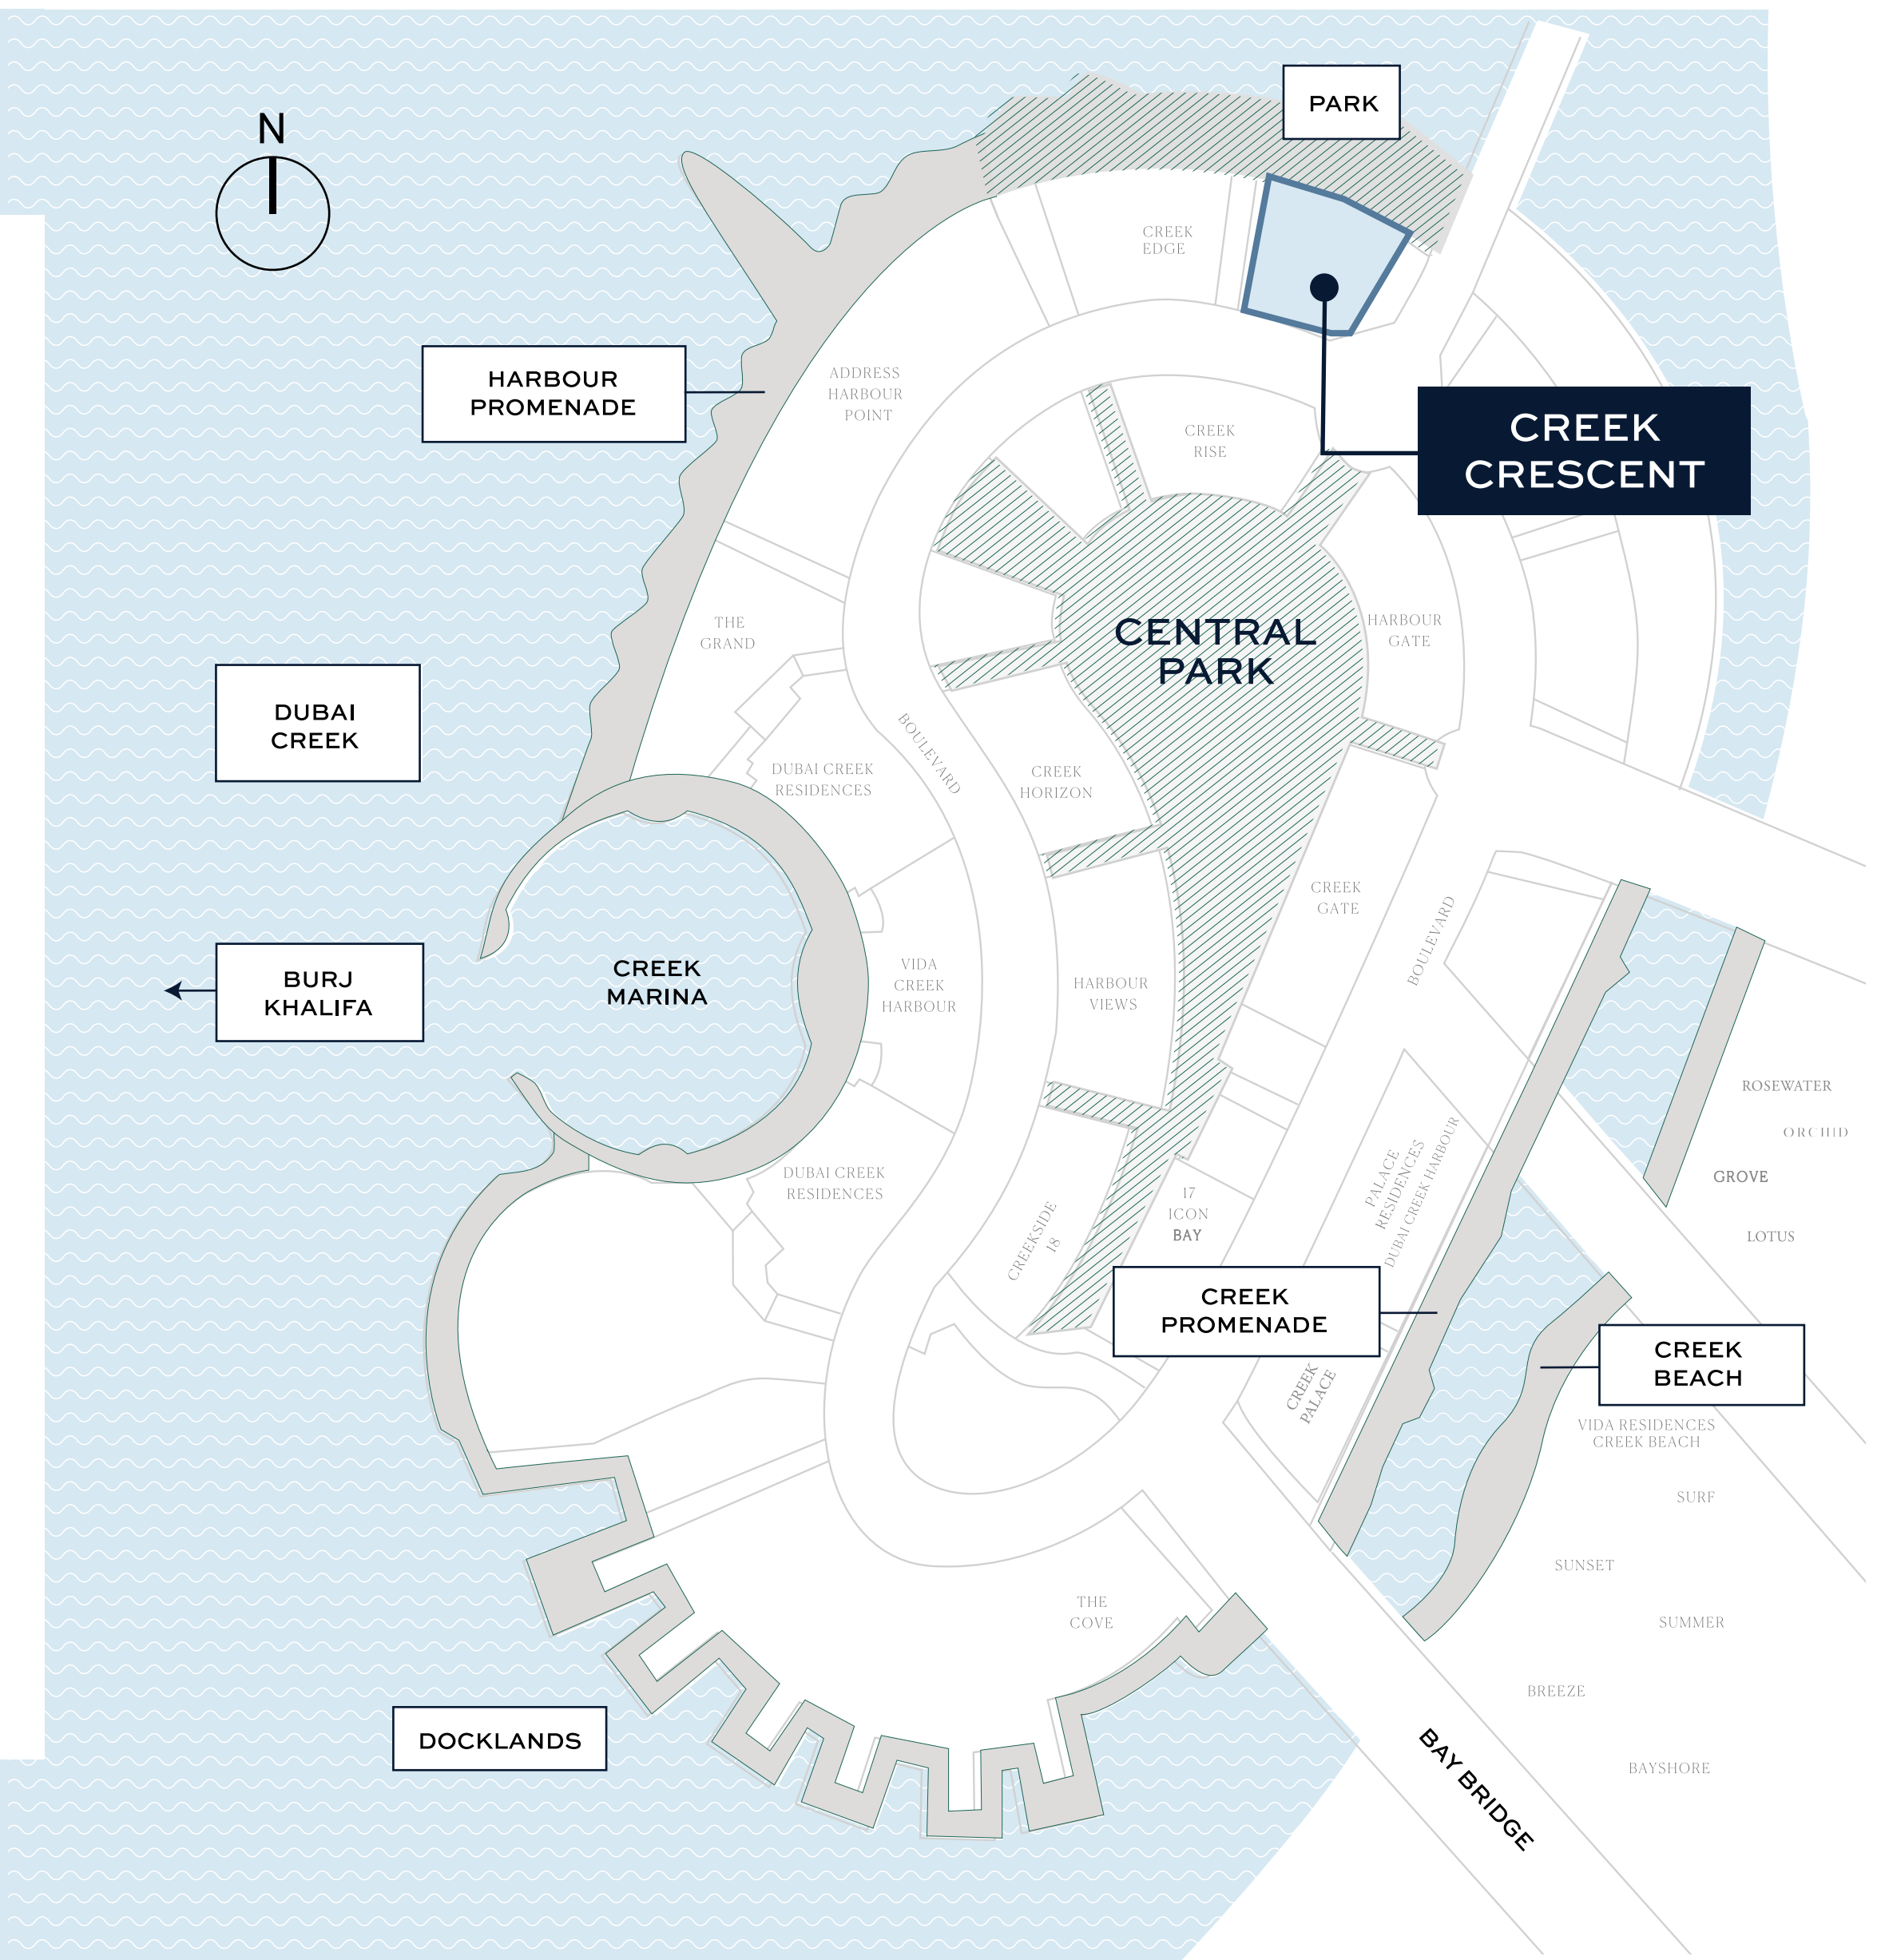 PARK
N
CREEK
EDGE
HARBOUR
PROMENADE
ADDRESS
HARBOUR
POINT
CREEK
RISE
CREEK
CRESCENT
THE
GRAND
CENTRAL
PARK
HARBOUR
GATE
DUBAI
CREEK
BOULEVARD
DUBAI CREEK
RESIDENCES
CREEK
HORIZON
CREEK
GATE
BOULEVARD
BURJ
KHALIFA
CREEK
MARINA
VIDA
CREEK
HARBOUR
HARBOUR
VIEWS
ROSEWATER
ORCHID
GROVE
LOTUS
DUBAI CREEK
RESIDENCES
CREEKSIDE
18
17
ICON
BAY
PALACE
RESIDENCES
DUBAI CREEK HARBOUR
CREEK
PROMENADE
CREEK
BEACH
CREEK
PALACE
VIDA RESIDENCES
CREEK BEACH
SURF
SUNSET
THE
COVE
SUMMER
BREEZE
DOCKLANDS
BAY BRIDGE
BAYSHORE